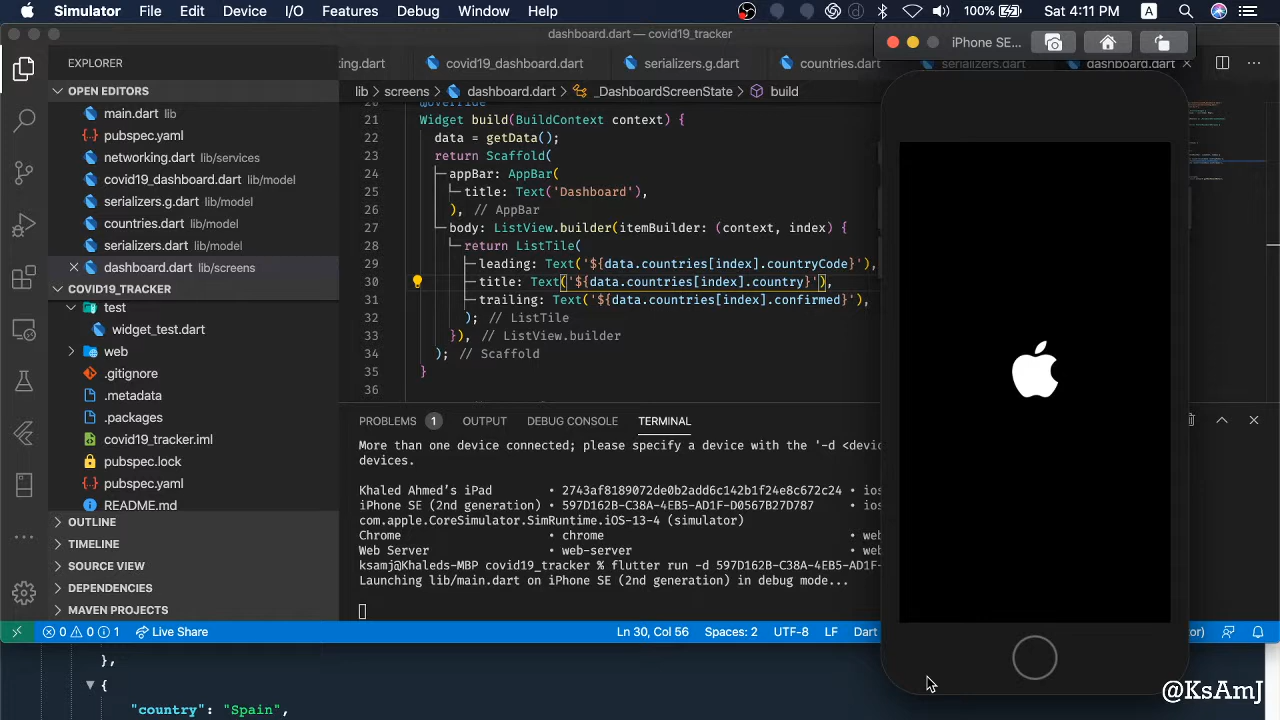 Simulator File Edit Device I/O Features Debug Window Help 100% Sat 4:11 PM A
dashboard.dart — covid19_tracker
iPhone SE...
EXPLORER
king.dart covid19_dashboard.dart serializers.g.dart countries.dart serializers.dart dashboard.dart
OPEN EDITORS
main.dart lib
pubspec.yaml
networking.dart lib/services
covid19_dashboard.dart lib/model
serializers.g.dart lib/model
countries.dart lib/model
serializers.dart lib/model
dashboard.dart lib/screens
COVID19_TRACKER
test
widget_test.dart
web
.gitignore
.metadata
.packages
covid19_tracker.iml
pubspec.lock
pubspec.yaml
README.md
OUTLINE
TIMELINE
SOURCE VIEW
DEPENDENCIES
MAVEN PROJECTS
lib > screens > dashboard.dart > _DashboardScreenState > build
20 @override
21 Widget build(BuildContext context) {
22 data = getData();
23 return Scaffold(
24 appBar: AppBar(
25 title: Text('Dashboard'),
26 ), // AppBar
27 body: ListView.builder(itemBuilder: (context, index) {
28 return ListTile(
29 leading: Text('${data.countries[index].countryCode}'),
30 title: Text('${data.countries[index].country}'),
31 trailing: Text('${data.countries[index].confirmed}'),
32 ); // ListTile
33 }), // ListView.builder
34 ); // Scaffold
35 }
36
PROBLEMS 1 OUTPUT DEBUG CONSOLE TERMINAL
More than one device connected; please specify a device with the '-d <devic
devices.
Khaled Ahmed’s iPad • 2743af8189072de0b2add6c142b1f24e8c672c24 • ios
iPhone SE (2nd generation) • 597D162B-C38A-4EB5-AD1F-D0567B27D787 • ios
com.apple.CoreSimulator.SimRuntime.iOS-13-4 (simulator)
Chrome • chrome • web
Web Server • web-server • web
ksamj@Khaleds-MBP covid19_tracker % flutter run -d 597D162B-C38A-4EB5-AD1F-
Launching lib/main.dart on iPhone SE (2nd generation) in debug mode...
0 0 1 Live Share Ln 30, Col 56 Spaces: 2 UTF-8 LF Dart tor)
},
{
"country": "Spain",
@KsAmJ